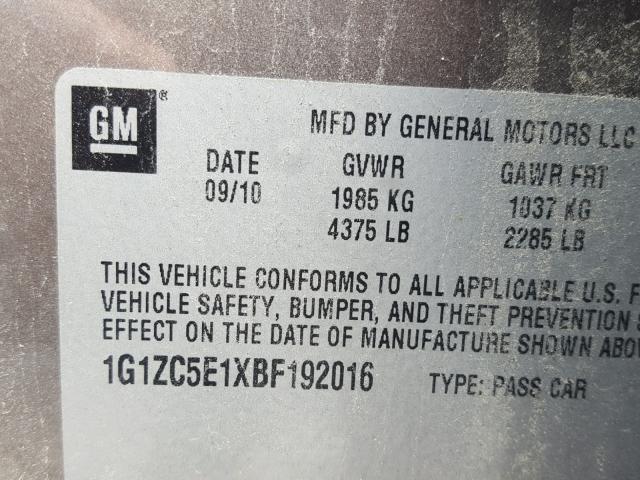 GM®
MFD BY GENERAL MOTORS LLC
DATE GVWR GAWR FRT
09/10 1985 KG 1037 KG
4375 LB 2285 LB
THIS VEHICLE CONFORMS TO ALL APPLICABLE U.S. F
VEHICLE SAFETY, BUMPER, AND THEFT PREVENTION
EFFECT ON THE DATE OF MANUFACTURE SHOWN ABO
1G1ZC5E1XBF192016 TYPE: PASS CAR